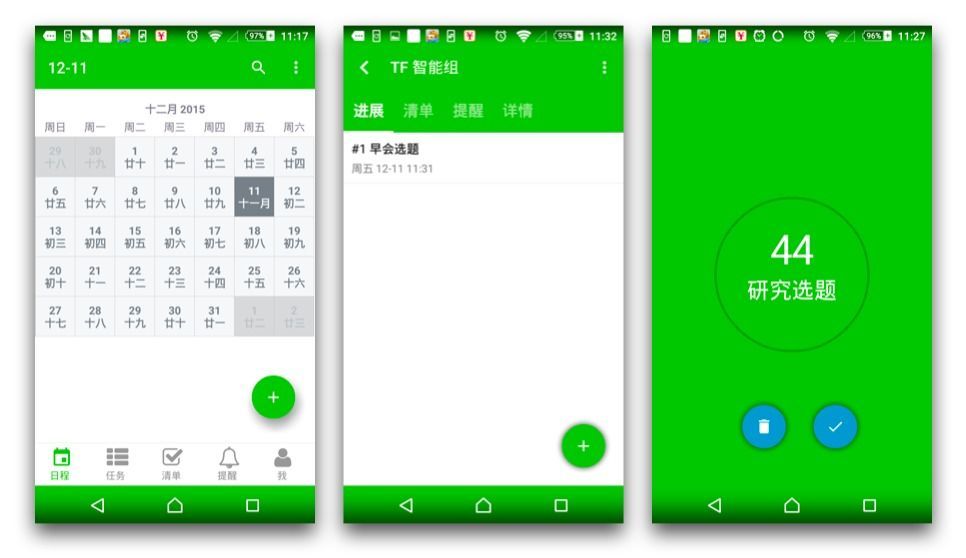 97% 11:17
12-11
十二月 2015
周日 周一 周二 周三 周四 周五 周六
29 30 1 2 3 4 5
十八 十九 二十 廿一 廿二 廿三 廿四
6 7 8 9 10 11 12
廿五 廿六 廿七 廿八 廿九 十一月 初二
13 14 15 16 17 18 19
初三 初四 初五 初六 初七 初八 初九
20 21 22 23 24 25 26
初十 十一 十二 十三 十四 十五 十六
27 28 29 30 31 1 2
十七 十八 十九 廿十 廿一 廿二 廿三
日程 任务 清单 提醒 我
95% 11:32
TF 智能组
进展 清单 提醒 详情
#1 早会选题
周五 12-11 11:31
96% 11:27
44
研究选题